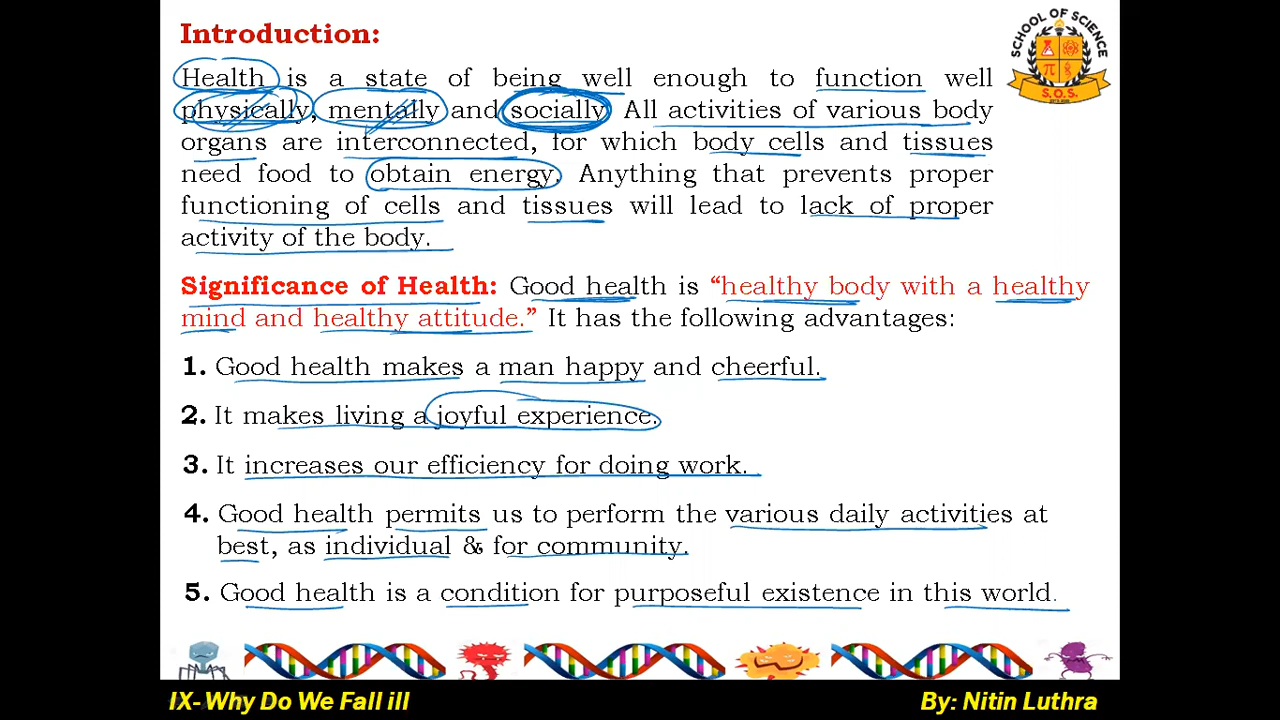 Introduction:
SCHOOL OF SCIENCE
Health is a state of being well enough to function well
physically, mentally and socially. All activities of various body
S.O.S.
organs are interconnected, for which body cells and tissues
need food to obtain energy. Anything that prevents proper
functioning of cells and tissues will lead to lack of proper
activity of the body.
Significance of Health: Good health is “healthy body with a healthy
mind and healthy attitude.” It has the following advantages:
1. Good health makes a man happy and cheerful.
2. It makes living a joyful experience.
3. It increases our efficiency for doing work.
4. Good health permits us to perform the various daily activities at
best, as individual & for community.
5. Good health is a condition for purposeful existence in this world.
IX-Why Do We Fall ill
By: Nitin Luthra